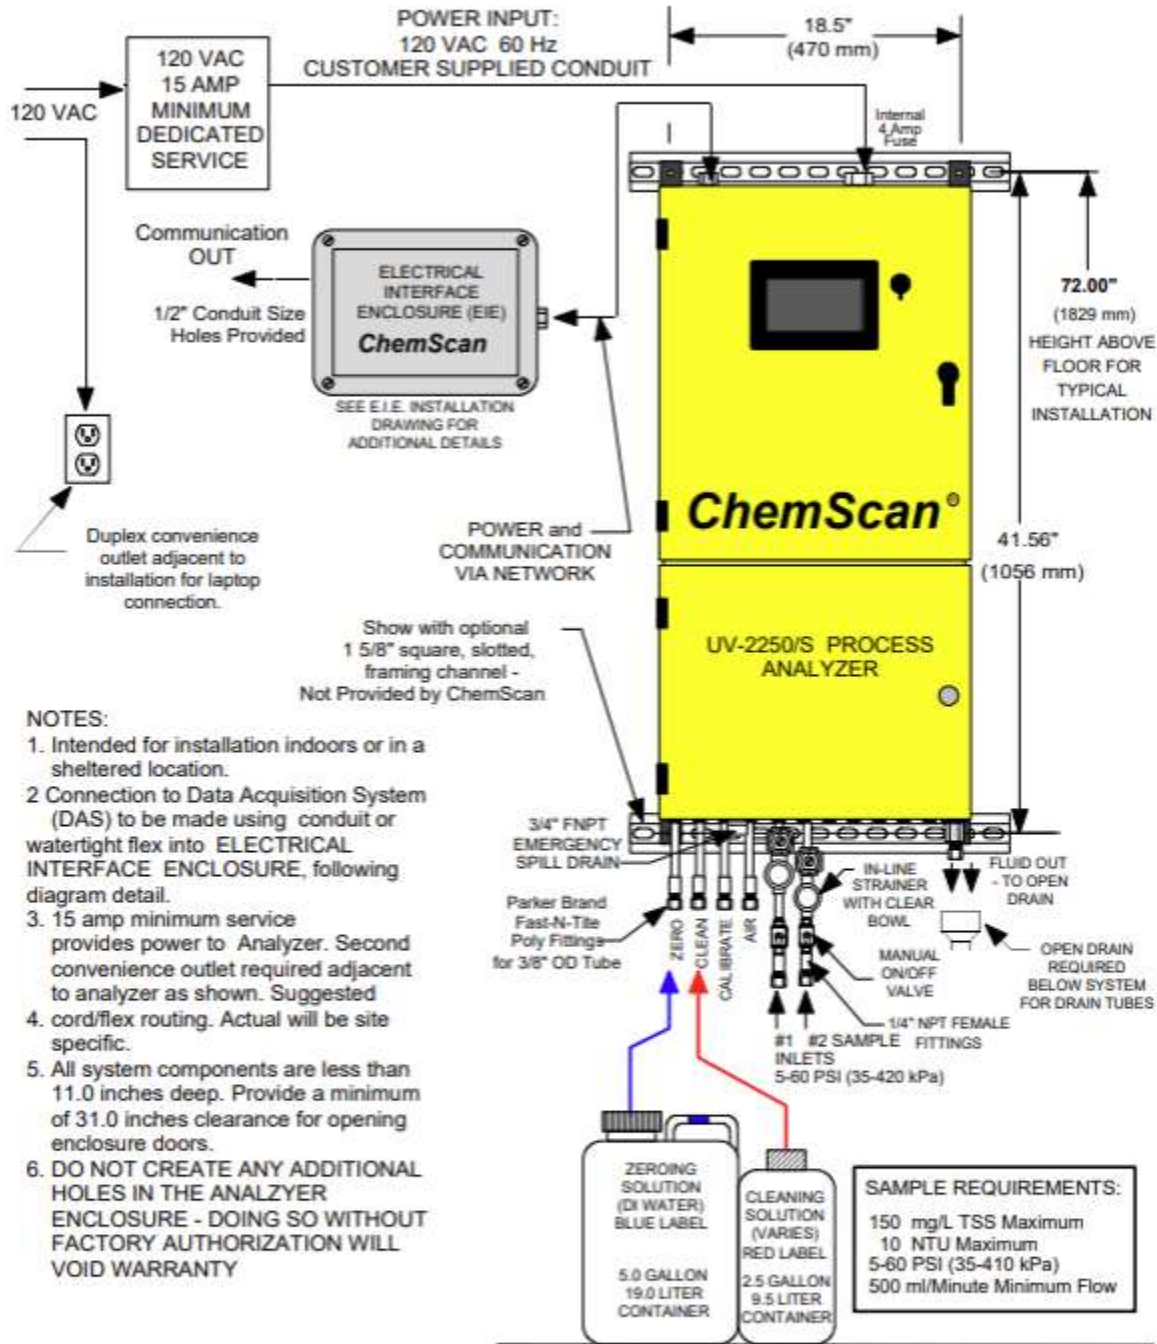 POWER INPUT:
120 VAC 60 Hz
CUSTOMER SUPPLIED CONDUIT
18.5"
(470 mm)
120 VAC
15 AMP
MINIMUM
DEDICATED
SERVICE
120 VAC
Internal
4 Amp
Fuse
Communication
OUT
1/2" Conduit Size
Holes Provided
ELECTRICAL
INTERFACE
ENCLOSURE (EIE)
ChemScan
SEE E.I.E. INSTALLATION
DRAWING FOR
ADDITIONAL DETAILS
72.00"
(1829 mm)
HEIGHT ABOVE
FLOOR FOR
TYPICAL
INSTALLATION
Duplex convenience
outlet adjacent to
installation for laptop
connection.
POWER and
COMMUNICATION
VIA NETWORK
ChemScan®
41.56"
(1056 mm)
Show with optional
1 5/8" square, slotted,
framing channel -
Not Provided by ChemScan
UV-2250/S PROCESS
ANALYZER
NOTES:
1. Intended for installation indoors or in a
sheltered location.
2 Connection to Data Acquisition System
(DAS) to be made using conduit or
watertight flex into ELECTRICAL
INTERFACE ENCLOSURE, following
diagram detail.
3. 15 amp minimum service
provides power to Analyzer. Second
convenience outlet required adjacent
to analyzer as shown. Suggested
4. cord/flex routing. Actual will be site
specific.
5. All system components are less than
11.0 inches deep. Provide a minimum
of 31.0 inches clearance for opening
enclosure doors.
6. DO NOT CREATE ANY ADDITIONAL
HOLES IN THE ANALZYER
ENCLOSURE - DOING SO WITHOUT
FACTORY AUTHORIZATION WILL
VOID WARRANTY
3/4" FNPT
EMERGENCY
SPILL DRAIN
Parker Brand
Fast-N-Tite
Poly Fittings
for 3/8" OD Tube
ZERO
CLEAN
CALIBRATE
AIR
IN-LINE
STRAINER
WITH CLEAR
BOWL
FLUID OUT
- TO OPEN
DRAIN
MANUAL
ON/OFF
VALVE
OPEN DRAIN
REQUIRED
BELOW SYSTEM
FOR DRAIN TUBES
1/4" NPT FEMALE
FITTINGS
#1 #2 SAMPLE
INLETS
5-60 PSI (35-420 kPa)
ZEROING
SOLUTION
(DI WATER)
BLUE LABEL
5.0 GALLON
19.0 LITER
CONTAINER
CLEANING
SOLUTION
(VARIES)
RED LABEL
2.5 GALLON
9.5 LITER
CONTAINER
SAMPLE REQUIREMENTS:
150 mg/L TSS Maximum
10 NTU Maximum
5-60 PSI (35-410 kPa)
500 ml/Minute Minimum Flow